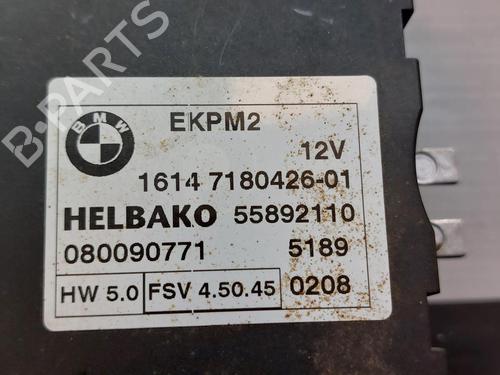 B-PARTS
BMW
EKPM2
12V
1614 7180426-01
HELBAKO 55892110
080090771 5189
HW 5.0 FSV 4.50.45 0208